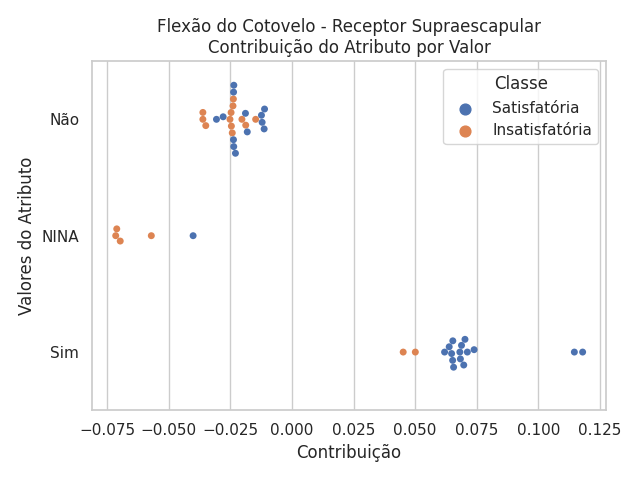 Flexão do Cotovelo - Receptor Supraescapular
Contribuição do Atributo por Valor
Classe
Satisfatória
Insatisfatória
Não
NINA
Sim
Valores do Atributo
−0.075 −0.050 −0.025 0.000 0.025 0.050 0.075 0.100 0.125
Contribuição